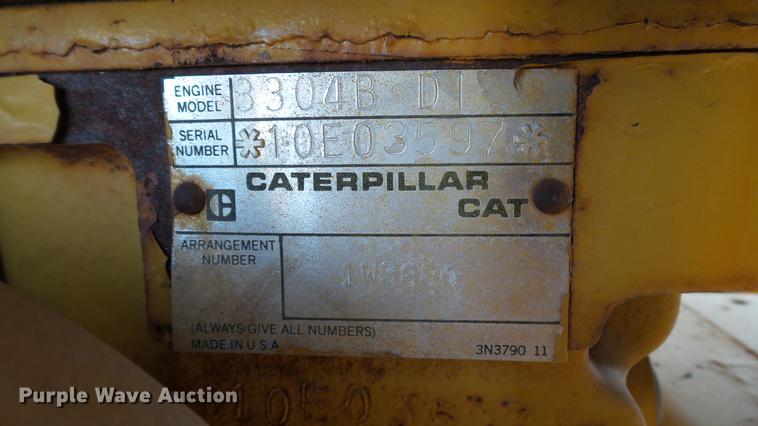 ENGINE MODEL 3304B DI
SERIAL NUMBER *10E03597*
CATERPILLAR
C CAT
ARRANGEMENT NUMBER
(ALWAYS GIVE ALL NUMBERS)
MADE IN U.S.A. 3N3790 11
Purple Wave Auction
10E03